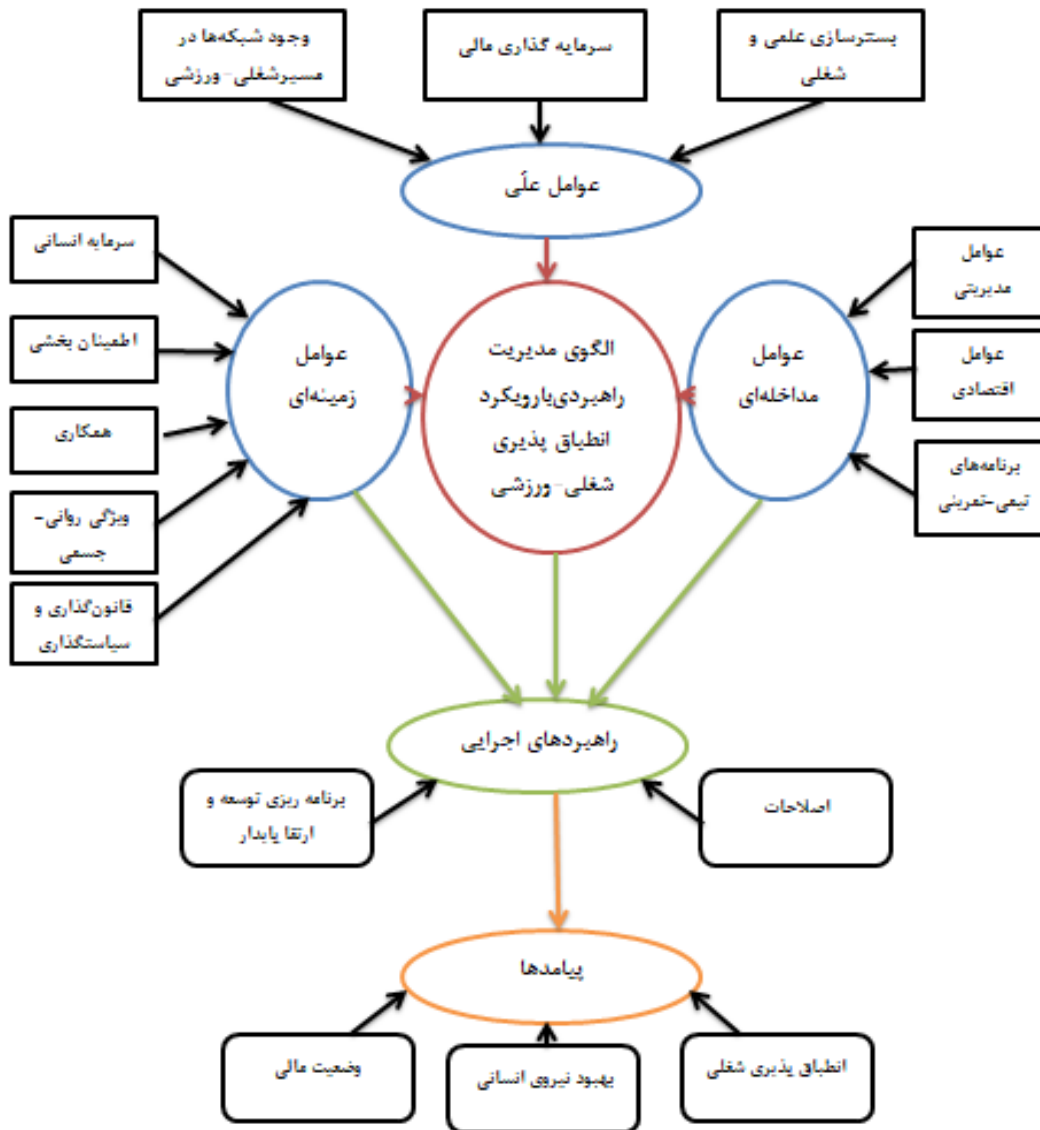 بسترسازی علمی و
شغلی
سرمایه گذاری مالی
وجود شبکه‌ها در
مسیرشغلی-ورزشی
عوامل علّی
عوامل
مدیریتی
عوامل
اقتصادی
برنامه‌های
تیمی-تمرینی
عوامل
مداخله‌ای
الگوی مدیریت
راهبردی‌بارویکرد
انطباق پذیری
شغلی-ورزشی
عوامل
زمینه‌ای
سرمایه انسانی
اطمینان بخشی
همکاری
ویژگی روانی-
جسمی
قانون‌گذاری و
سیاستگذاری
راهبردهای اجرایی
اصلاحات
برنامه ریزی توسعه و
ارتقا پایدار
پیامدها
انطباق پذیری شغلی
بهبود نیروی انسانی
وضعیت مالی